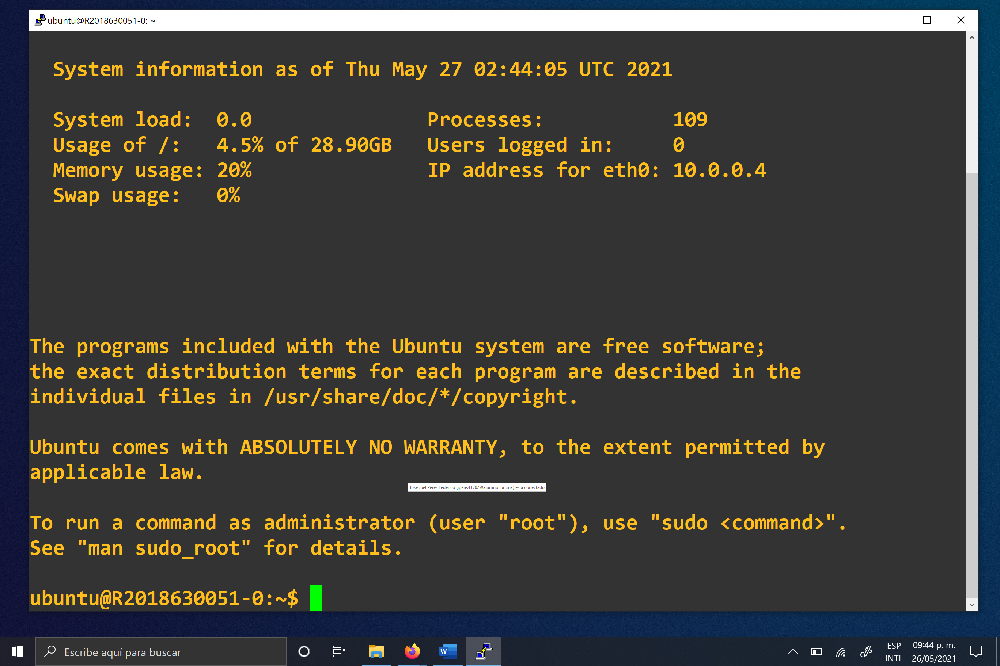 ubuntu@R2018630051-0: ~
System information as of Thu May 27 02:44:05 UTC 2021
System load:   0.0               Processes:           109
Usage of /:   4.5% of 28.90GB   Users logged in:     0
Memory usage: 20%               IP address for eth0: 10.0.0.4
Swap usage:   0%
The programs included with the Ubuntu system are free software;
the exact distribution terms for each program are described in the
individual files in /usr/share/doc/*/copyright.
Ubuntu comes with ABSOLUTELY NO WARRANTY, to the extent permitted by
applicable law.
Jose Joel Perez Federico (jperezf1702@alumno.ipn.mx) está conectado
To run a command as administrator (user "root"), use "sudo <command>".
See "man sudo_root" for details.
ubuntu@R2018630051-0:~$
Escribe aquí para buscar
W
ESP
INTL
09:44 p. m.
26/05/2021